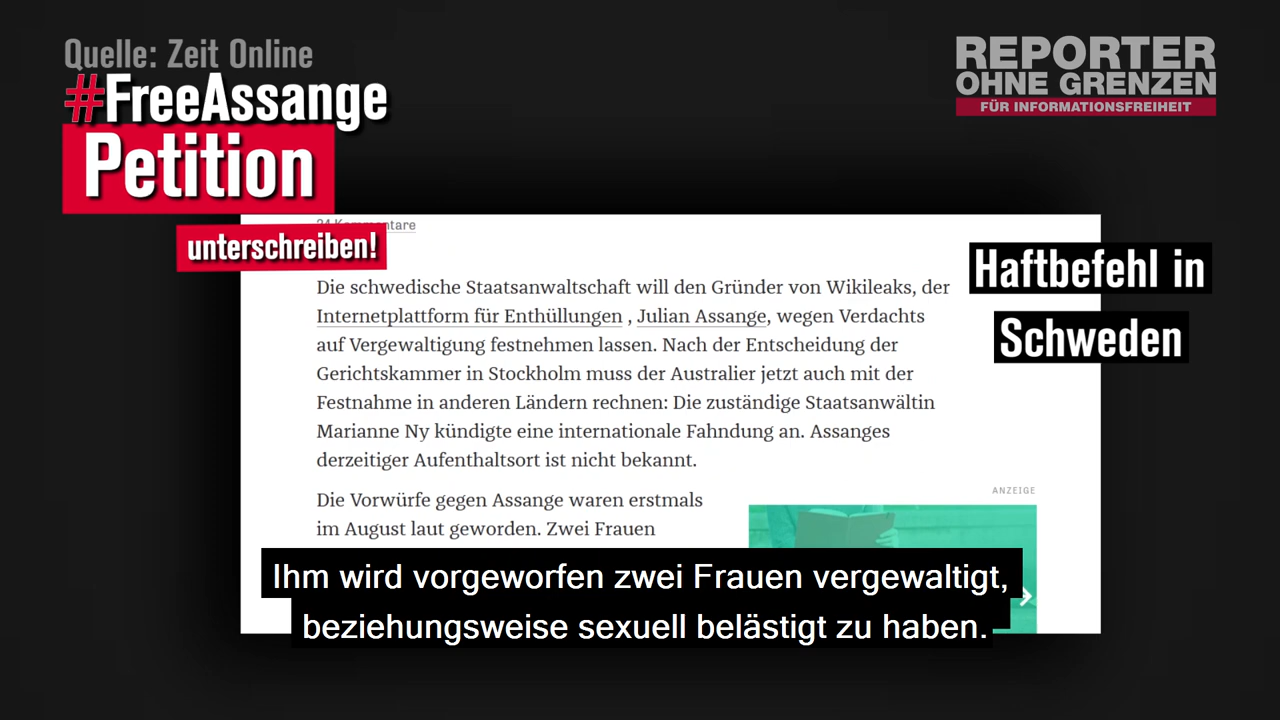 Quelle: Zeit Online
#FreeAssange
Petition
unterschreiben!
REPORTER
OHNE GRENZEN
FÜR INFORMATIONSFREIHEIT
24 Kommentare
Haftbefehl in
Schweden
Die schwedische Staatsanwaltschaft will den Gründer von Wikileaks, der
Internetplattform für Enthüllungen , Julian Assange, wegen Verdachts
auf Vergewaltigung festnehmen lassen. Nach der Entscheidung der
Gerichtskammer in Stockholm muss der Australier jetzt auch mit der
Festnahme in anderen Ländern rechnen: Die zuständige Staatsanwältin
Marianne Ny kündigte eine internationale Fahndung an. Assanges
derzeitiger Aufenthaltsort ist nicht bekannt.
Die Vorwürfe gegen Assange waren erstmals
im August laut geworden. Zwei Frauen
ANZEIGE
Ihm wird vorgeworfen zwei Frauen vergewaltigt,
beziehungsweise sexuell belästigt zu haben.